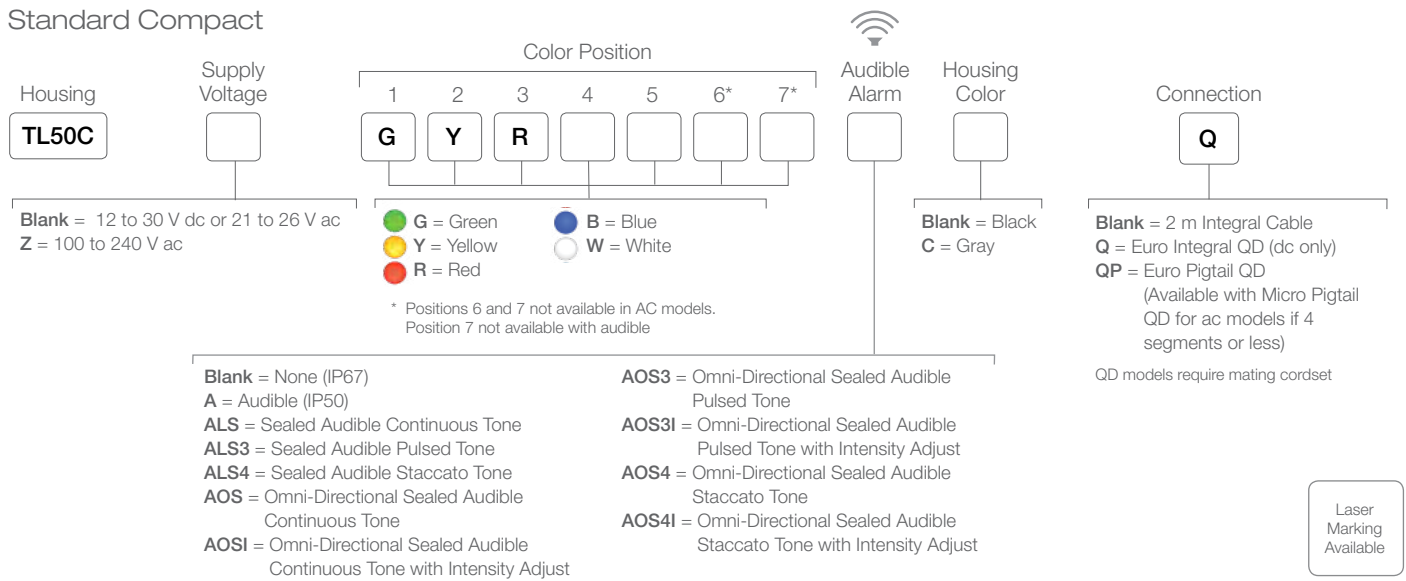 Standard Compact
Color Position
Housing
Supply
Voltage
1 2 3 4 5 6* 7*
Audible
Alarm
Housing
Color
Connection
TL50C
G Y R
Q
Blank = 12 to 30 V dc or 21 to 26 V ac
Z = 100 to 240 V ac
G = Green
Y = Yellow
R = Red
B = Blue
W = White
* Positions 6 and 7 not available in AC models.
Position 7 not available with audible
Blank = Black
C = Gray
Blank = 2 m Integral Cable
Q = Euro Integral QD (dc only)
QP = Euro Pigtail QD
(Available with Micro Pigtail
QD for ac models if 4
segments or less)
QD models require mating cordset
Blank = None (IP67)
A = Audible (IP50)
ALS = Sealed Audible Continuous Tone
ALS3 = Sealed Audible Pulsed Tone
ALS4 = Sealed Audible Staccato Tone
AOS = Omni-Directional Sealed Audible
Continuous Tone
AOSI = Omni-Directional Sealed Audible
Continuous Tone with Intensity Adjust
AOS3 = Omni-Directional Sealed Audible
Pulsed Tone
AOS3I = Omni-Directional Sealed Audible
Pulsed Tone with Intensity Adjust
AOS4 = Omni-Directional Sealed Audible
Staccato Tone
AOS4I = Omni-Directional Sealed Audible
Staccato Tone with Intensity Adjust
Laser
Marking
Available